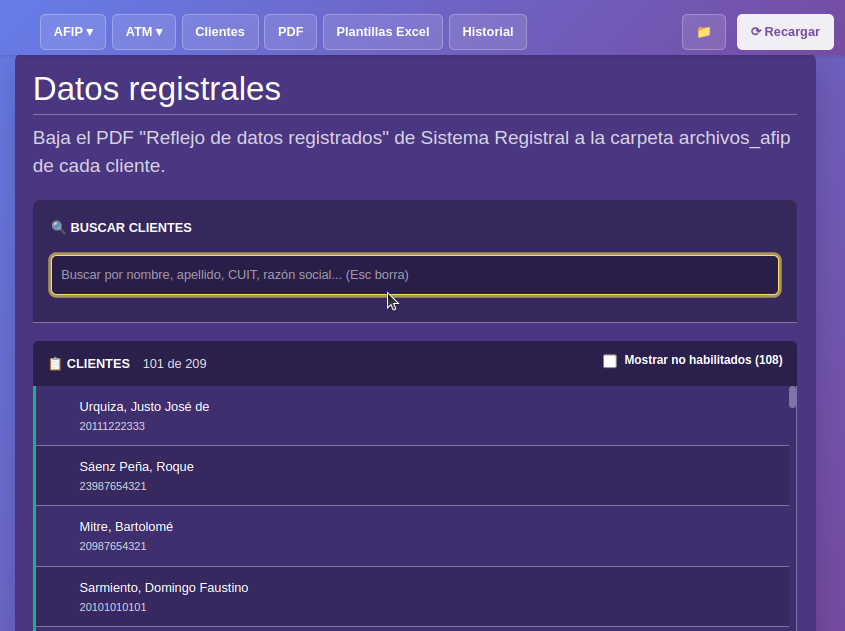 AFIP ▾ ATM ▾ Clientes PDF Plantillas Excel Historial 📁 ⟳ Recargar
Datos registrales
Baja el PDF "Reflejo de datos registrados" de Sistema Registral a la carpeta archivos_afip
de cada cliente.
🔍 BUSCAR CLIENTES
Buscar por nombre, apellido, CUIT, razón social... (Esc borra)
📋 CLIENTES 101 de 209 Mostrar no habilitados (108)
Urquiza, Justo José de
20111222333
Sáenz Peña, Roque
23987654321
Mitre, Bartolomé
20987654321
Sarmiento, Domingo Faustino
20101010101